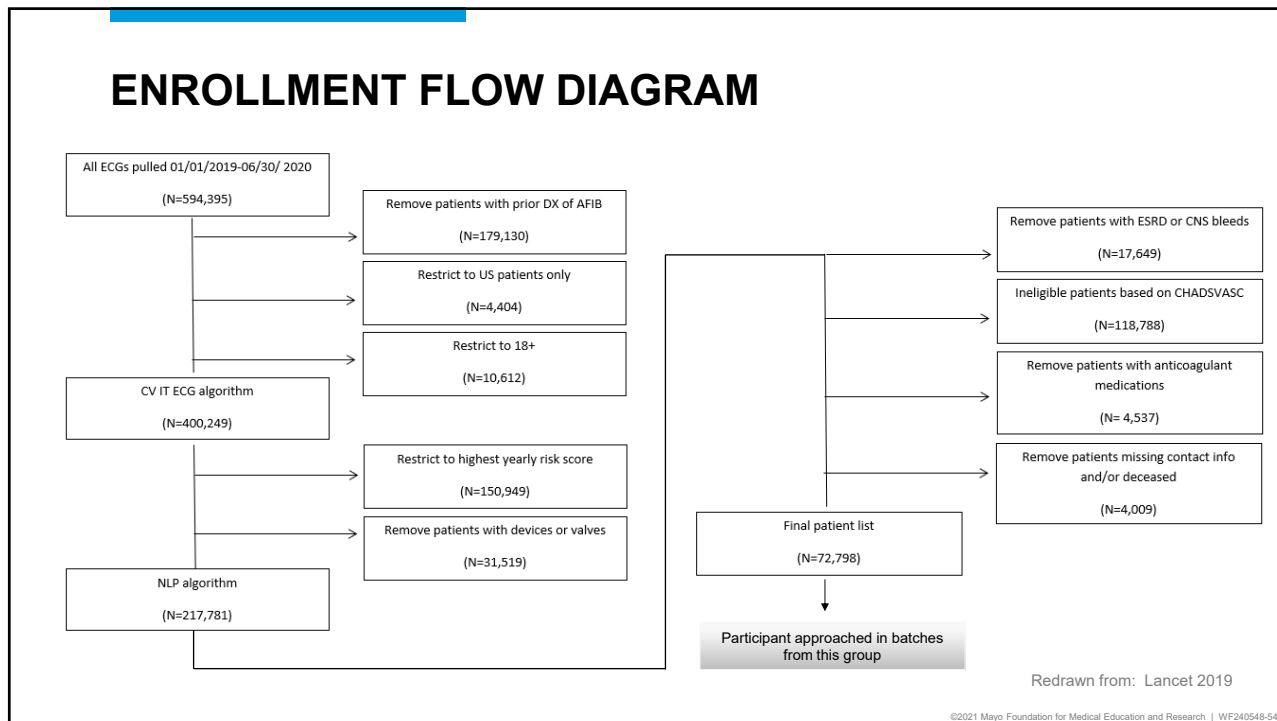 ENROLLMENT FLOW DIAGRAM
All ECGs pulled 01/01/2019-06/30/ 2020
(N=594,395)
Remove patients with prior DX of AFIB
(N=179,130)
Restrict to US patients only
(N=4,404)
Restrict to 18+
(N=10,612)
CV IT ECG algorithm
(N=400,249)
Restrict to highest yearly risk score
(N=150,949)
Remove patients with devices or valves
(N=31,519)
NLP algorithm
(N=217,781)
Remove patients with ESRD or CNS bleeds
(N=17,649)
Ineligible patients based on CHADSVASC
(N=118,788)
Remove patients with anticoagulant
medications
(N= 4,537)
Remove patients missing contact info
and/or deceased
(N=4,009)
Final patient list
(N=72,798)
Participant approached in batches
from this group
Redrawn from: Lancet 2019
©2021 Mayo Foundation for Medical Education and Research | WF240548-54